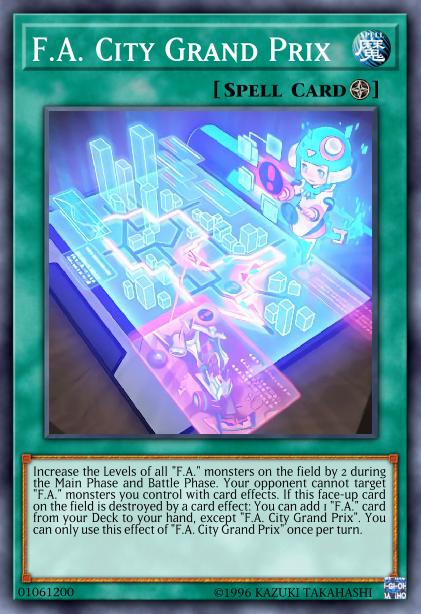 F.A. City Grand Prix
SPELL
魔
[Spell Card]
Increase the Levels of all "F.A." monsters on the field by 2 during
the Main Phase and Battle Phase. Your opponent cannot target
"F.A." monsters you control with card effects. If this face-up card
on the field is destroyed by a card effect: You can add 1 "F.A."
card from your Deck to your hand, except "F.A. City Grand Prix". You
can only use this effect of "F.A. City Grand Prix" once per turn.
01061200
©1996 KAZUKI TAKAHASHI